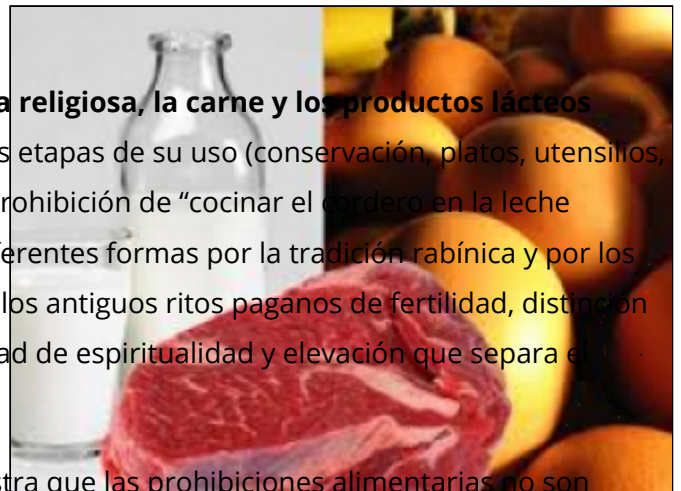 a religiosa, la carne y los productos lácteos
s etapas de su uso (conservación, platos, utensilios,
rohibición de “cocinar el cordero en la leche
erentes formas por la tradición rabínica y por los
los antiguos ritos paganos de fertilidad, distinción
ad de espiritualidad y elevación que separa el
stra que las prohibiciones alimentarias no son